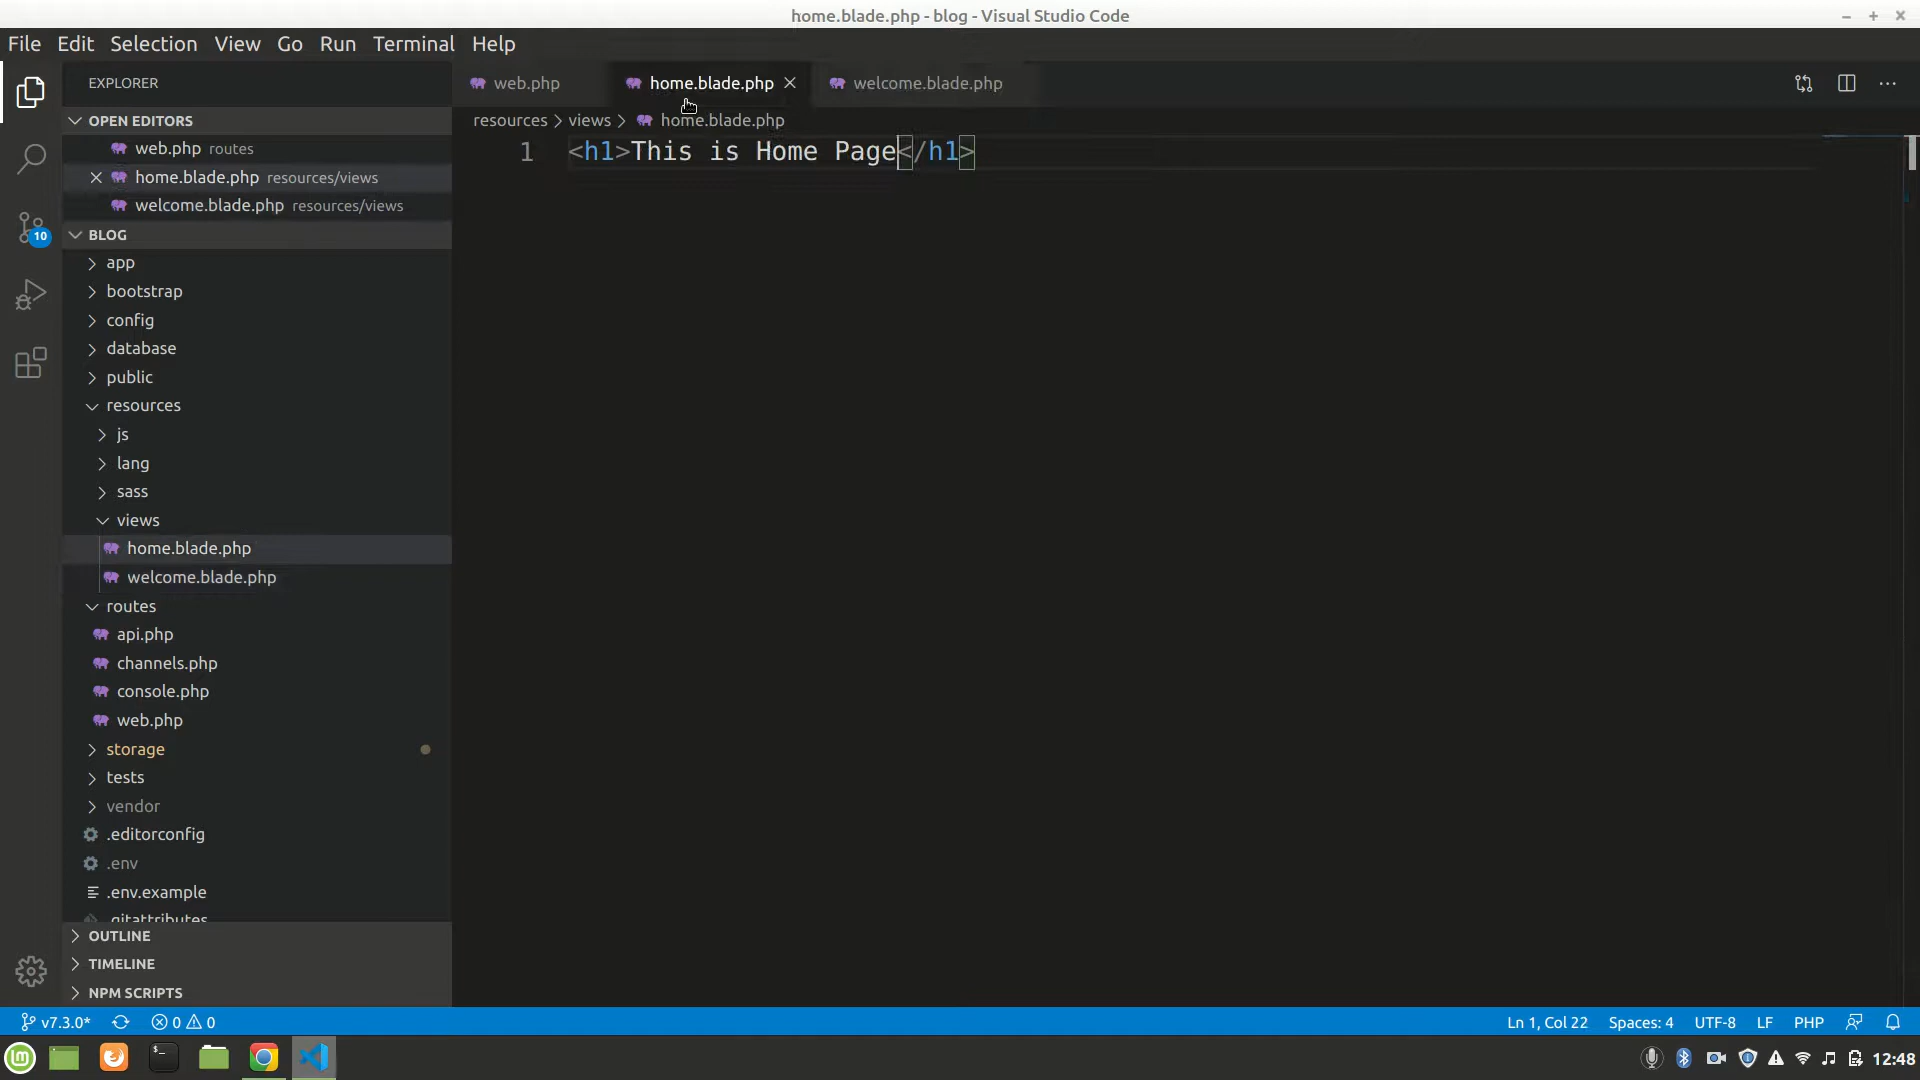 home.blade.php - blog - Visual Studio Code
File Edit Selection View Go Run Terminal Help
EXPLORER
OPEN EDITORS
web.php routes
home.blade.php resources/views
welcome.blade.php resources/views
BLOG
app
bootstrap
config
database
public
resources
js
lang
sass
views
home.blade.php
welcome.blade.php
routes
api.php
channels.php
console.php
web.php
storage
tests
vendor
.editorconfig
.env
.env.example
.gitattributes
OUTLINE
TIMELINE
NPM SCRIPTS
10
web.php home.blade.php welcome.blade.php
resources > views > home.blade.php
1 <h1>This is Home Page</h1>
v7.3.0* 0 0 Ln 1, Col 22 Spaces: 4 UTF-8 LF PHP
12:48